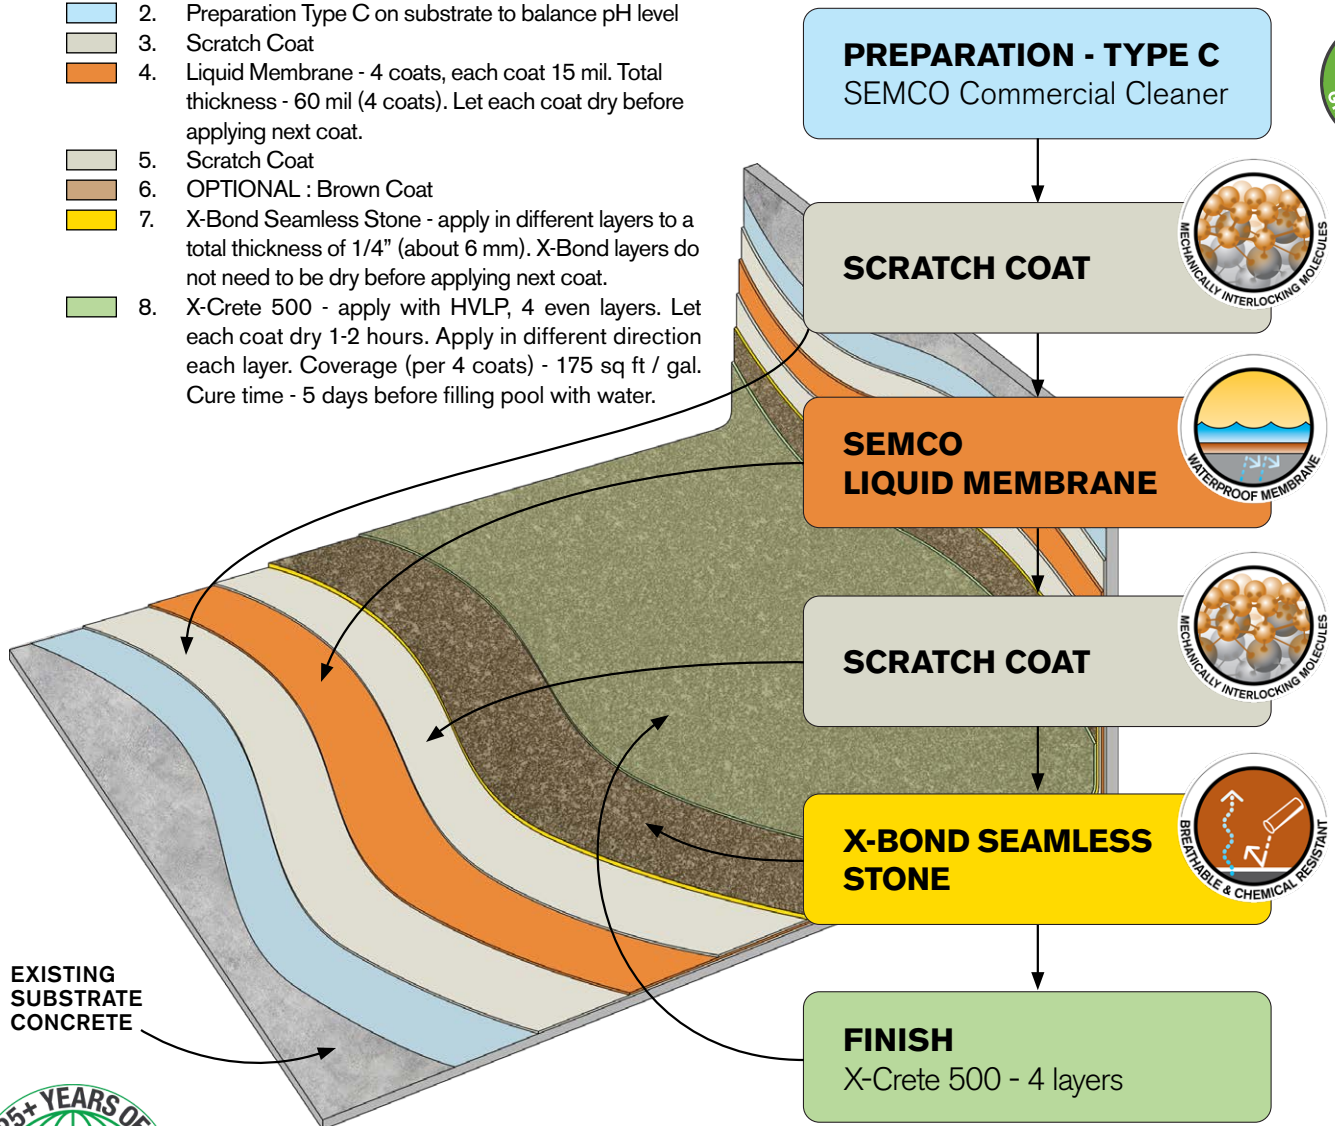 2. Preparation Type C on substrate to balance pH level
3. Scratch Coat
4. Liquid Membrane - 4 coats, each coat 15 mil. Total
thickness - 60 mil (4 coats). Let each coat dry before
applying next coat.
5. Scratch Coat
6. OPTIONAL : Brown Coat
7. X-Bond Seamless Stone - apply in different layers to a
total thickness of 1/4” (about 6 mm). X-Bond layers do
not need to be dry before applying next coat.
8. X-Crete 500 - apply with HVLP, 4 even layers. Let
each coat dry 1-2 hours. Apply in different direction
each layer. Coverage (per 4 coats) - 175 sq ft / gal.
Cure time - 5 days before filling pool with water.
PREPARATION - TYPE C
SEMCO Commercial Cleaner
SCRATCH COAT
MECHANICALLY INTERLOCKING MOLECULES
SEMCO
LIQUID MEMBRANE
WATERPROOF MEMBRANE
SCRATCH COAT
MECHANICALLY INTERLOCKING MOLECULES
X-BOND SEAMLESS
STONE
BREATHABLE & CHEMICAL RESISTANT
FINISH
X-Crete 500 - 4 layers
EXISTING
SUBSTRATE
CONCRETE
25+ YEARS OF